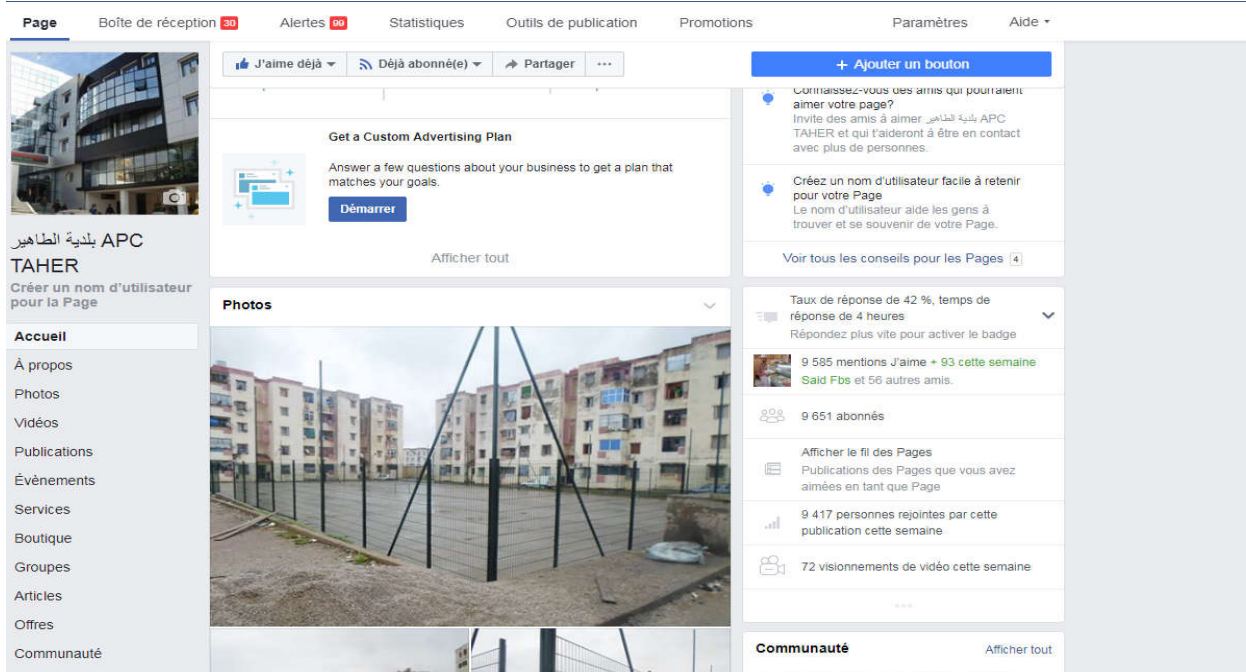 Page Boîte de réception 30 Alertes 99 Statistiques Outils de publication Promotions Paramètres Aide
APC بلدية الطاهير
TAHER
Créer un nom d'utilisateur
pour la Page
Accueil
À propos
Photos
Vidéos
Publications
Évènements
Services
Boutique
Groupes
Articles
Offres
Communauté
J'aime déjà Déjà abonné(e) Partager ...
Get a Custom Advertising Plan
Answer a few questions about your business to get a plan that
matches your goals.
Démarrer
Afficher tout
Photos
+ Ajouter un bouton
Connaissez-vous des amis qui pourraient
aimer votre page?
Invite des amis à aimer بلدية الطاهير APC
TAHER et qui t'aideront á être en contact
avec plus de personnes.
Créez un nom d'utilisateur facile à retenir
pour votre Page
Le nom d'utilisateur aide les gens à
trouver et se souvenir de votre Page.
Voir tous les conseils pour les Pages 4
Taux de réponse de 42 %, temps de
réponse de 4 heures
Répondez plus vite pour activer le badge
9 585 mentions J'aime + 93 cette semaine
Said Fbs et 56 autres amis.
9 651 abonnés
Afficher le fil des Pages
Publications des Pages que vous avez
aimées en tant que Page
9 417 personnes rejointes par cette
publication cette semaine
72 visionnements de vidéo cette semaine
...
Communauté Afficher tout